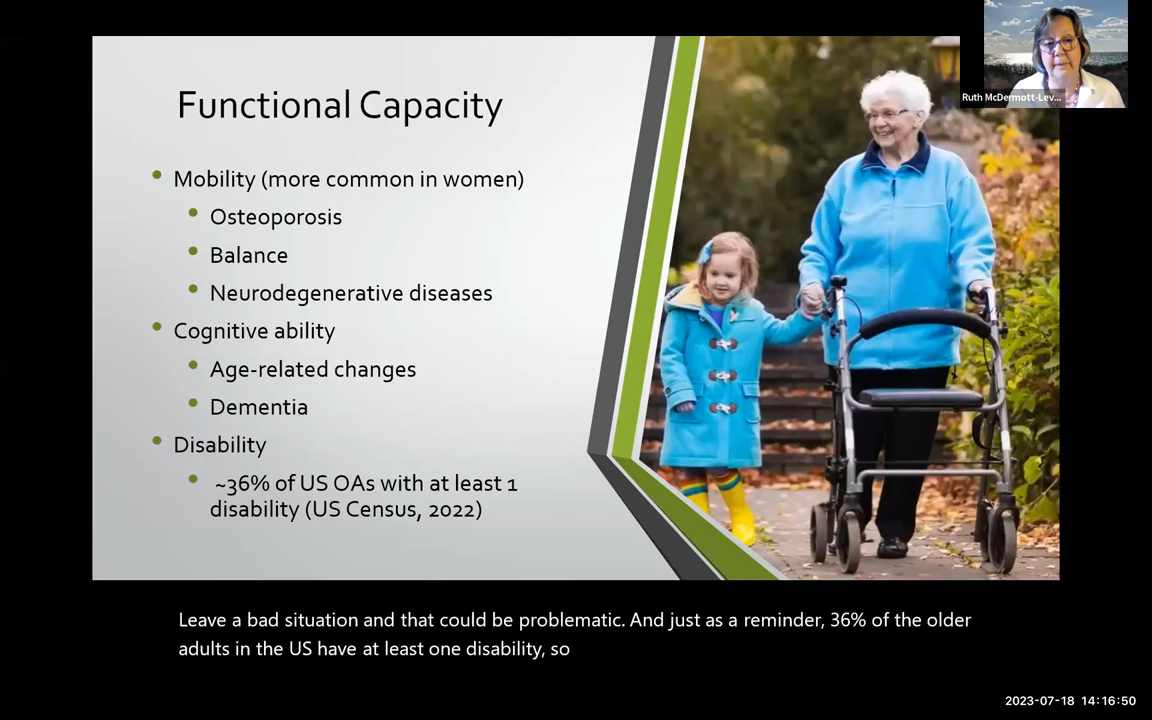 Ruth McDermott-Lev...
Functional Capacity
• Mobility (more common in women)
• Osteoporosis
• Balance
• Neurodegenerative diseases
• Cognitive ability
• Age-related changes
• Dementia
• Disability
• ~36% of US OAs with at least 1
disability (US Census, 2022)
Leave a bad situation and that could be problematic. And just as a reminder, 36% of the older
adults in the US have at least one disability, so
2023-07-18 14:16:50